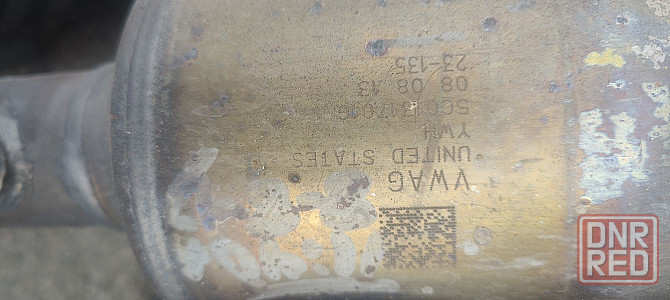 VWAG
UNITED STATES
YWH
08 08 13
23-135
DNR
RED